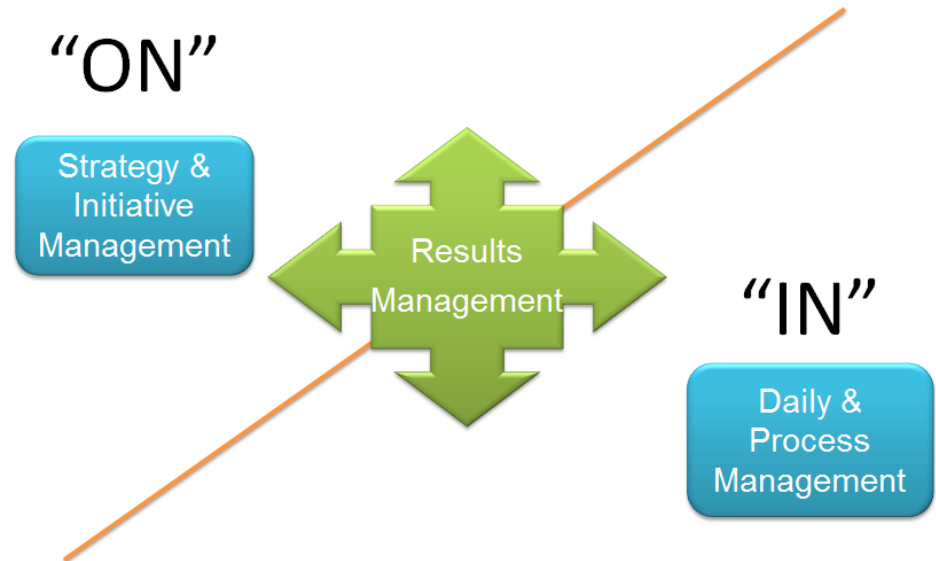 “ON”
Strategy &
Initiative
Management
Results
Management
“IN”
Daily &
Process
Management